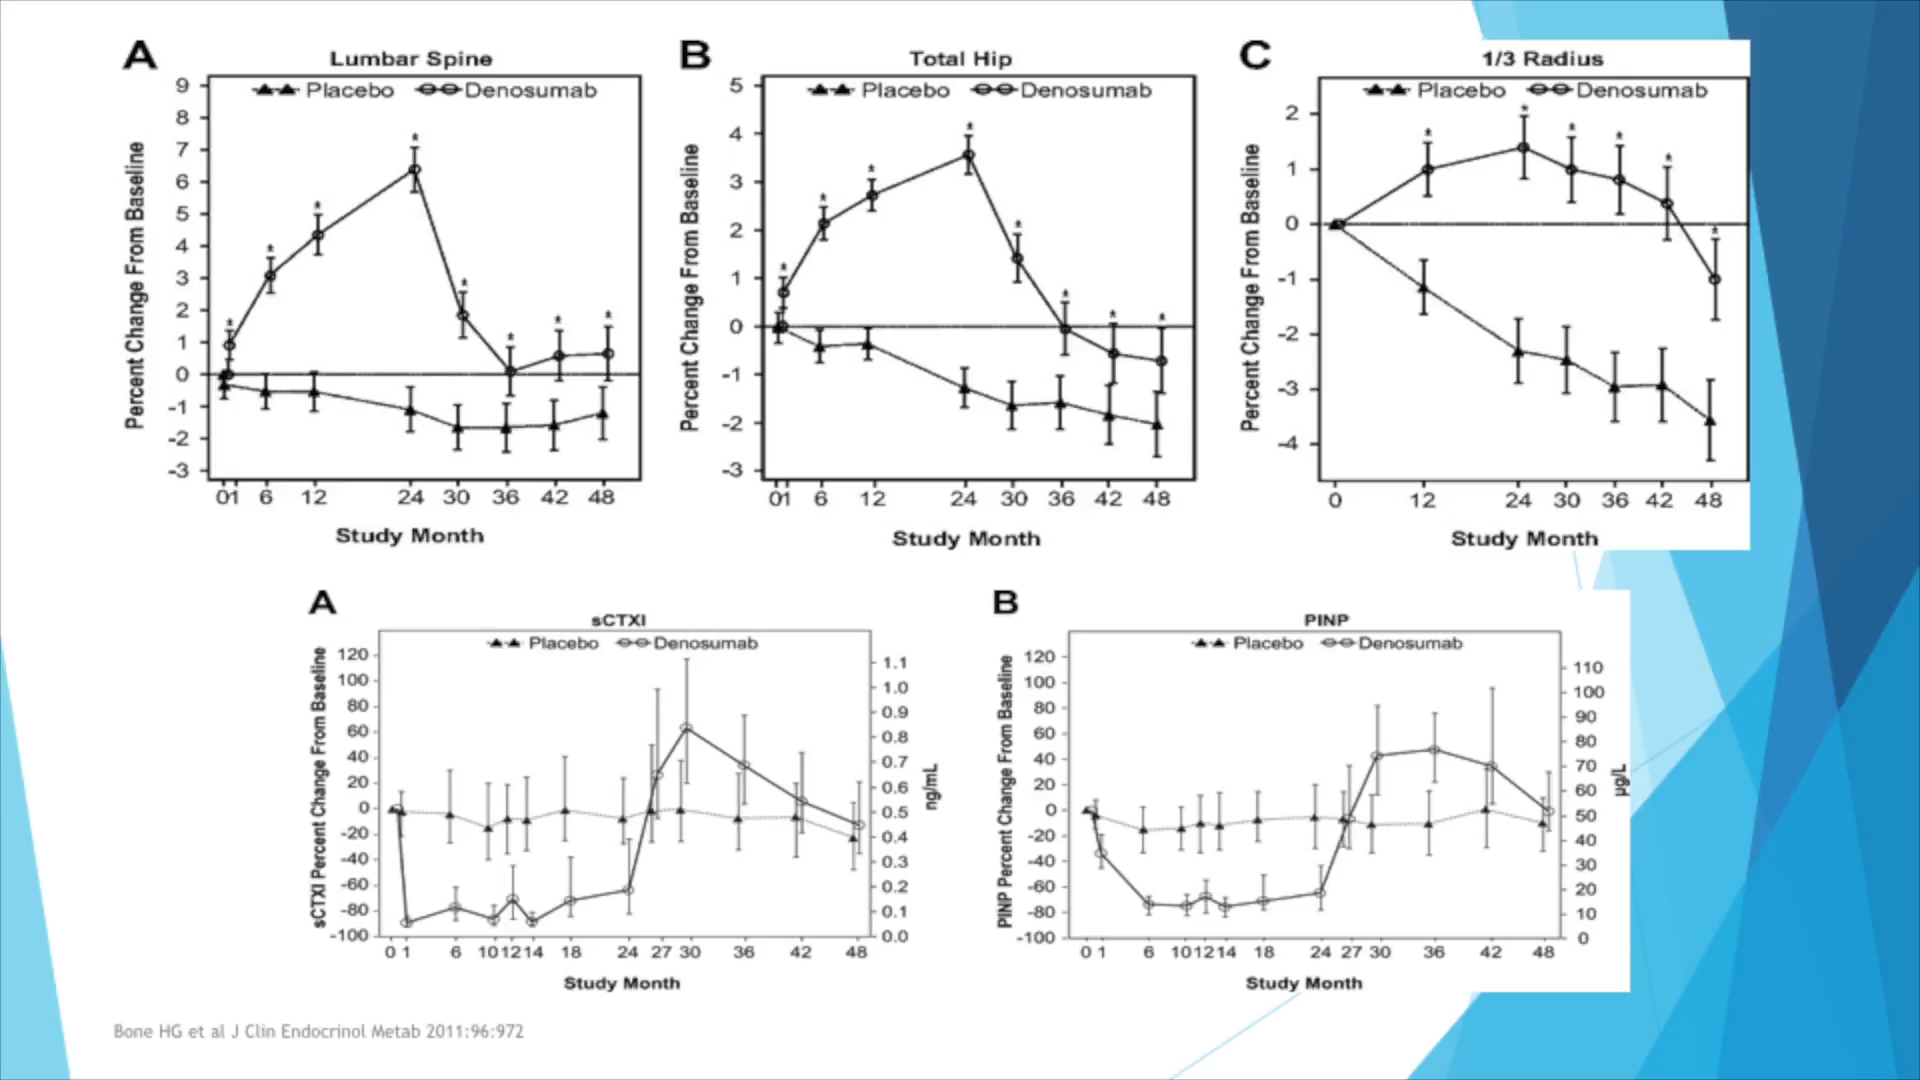 A
Lumbar Spine
Placebo
Denosumab
Percent Change From Baseline
9
8
7
6
5
4
3
2
1
0
-1
-2
-3
01 6 12 24 30 36 42 48
Study Month
B
Total Hip
Placebo
Denosumab
Percent Change From Baseline
5
4
3
2
1
0
-1
-2
-3
01 6 12 24 30 36 42 48
Study Month
C
1/3 Radius
Placebo
Denosumab
Percent Change From Baseline
2
1
0
-1
-2
-3
-4
0 12 24 30 36 42 48
Study Month
A
sCTXI
Placebo
Denosumab
sCTXI Percent Change From Baseline
120
100
80
60
40
20
0
-20
-40
-60
-80
-100
1.1
1.0
0.9
0.8
0.7
0.6
0.5
0.4
0.3
0.2
0.1
0.0
ng/mL
0 1 6 10 12 14 18 24 27 30 36 42 48
Study Month
B
PINP
Placebo
Denosumab
PINP Percent Change From Baseline
120
100
80
60
40
20
0
-20
-40
-60
-80
-100
110
100
90
80
70
60
50
40
30
20
10
0
µg/L
0 1 6 10 12 14 18 24 27 30 36 42 48
Study Month
Bone HG et al J Clin Endocrinol Metab 2011:96:972